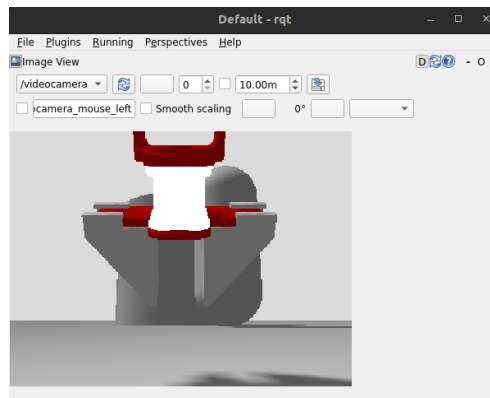 Default - rqt
File Plugins Running Perspectives Help
Image View D - O
/videocamera 0 10.00m
camera_mouse_left Smooth scaling 0°